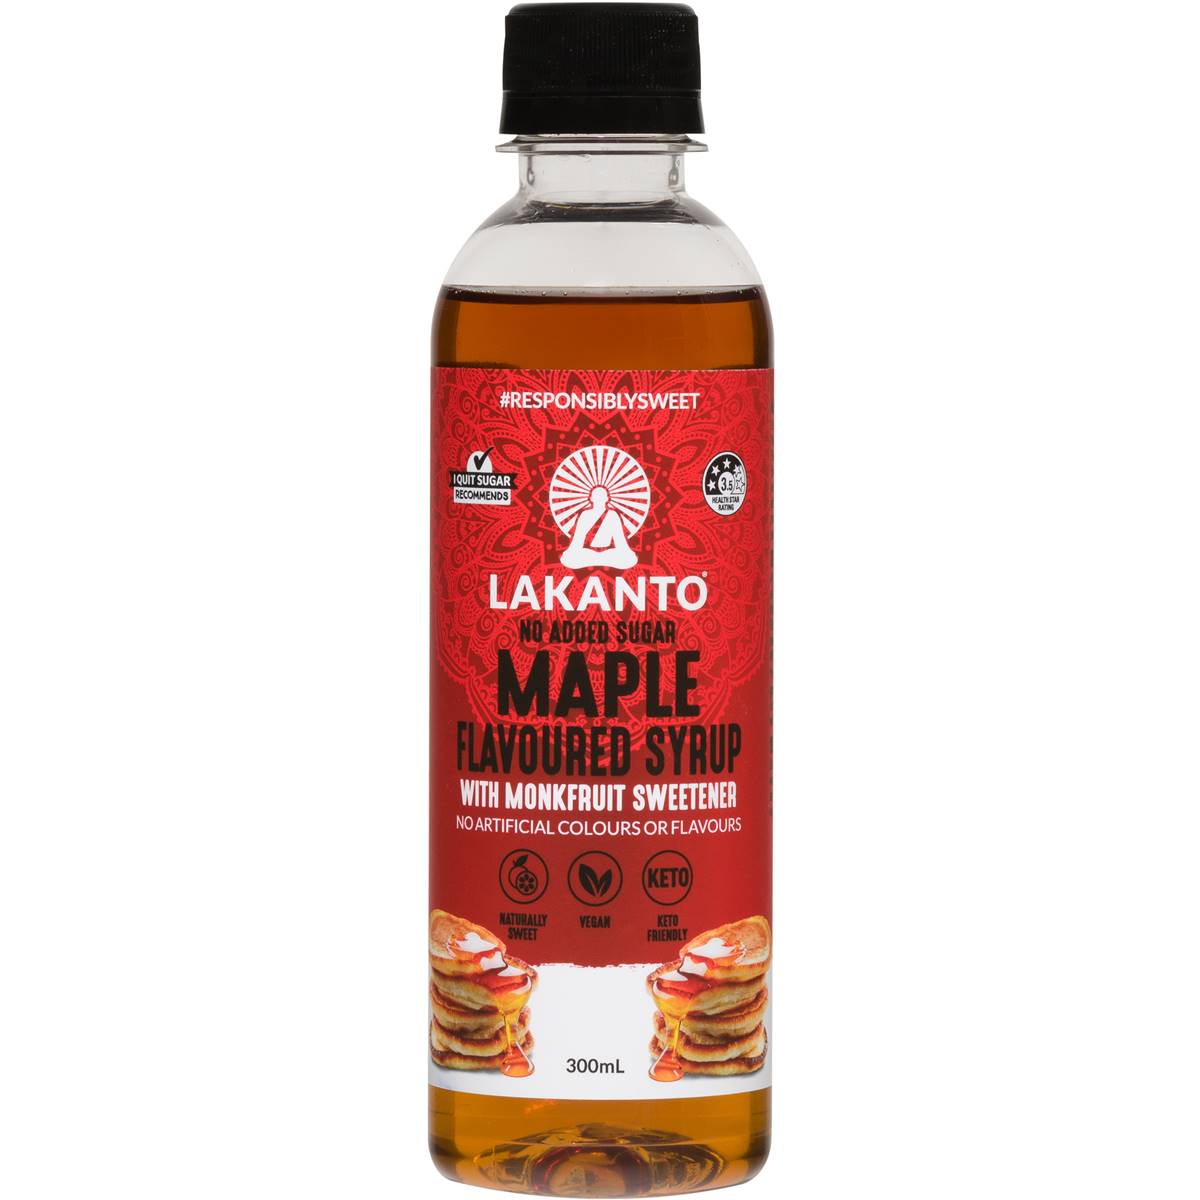 #RESPONSIBLYSWEET
I QUIT SUGAR
RECOMMENDS
3.5
HEALTH STAR
RATING
LAKANTO®
NO ADDED SUGAR
MAPLE
FLAVOURED SYRUP
WITH MONKFRUIT SWEETENER
NO ARTIFICIAL COLOURS OR FLAVOURS
KETO
NATURALLY
SWEET
VEGAN
KETO
FRIENDLY
300mL